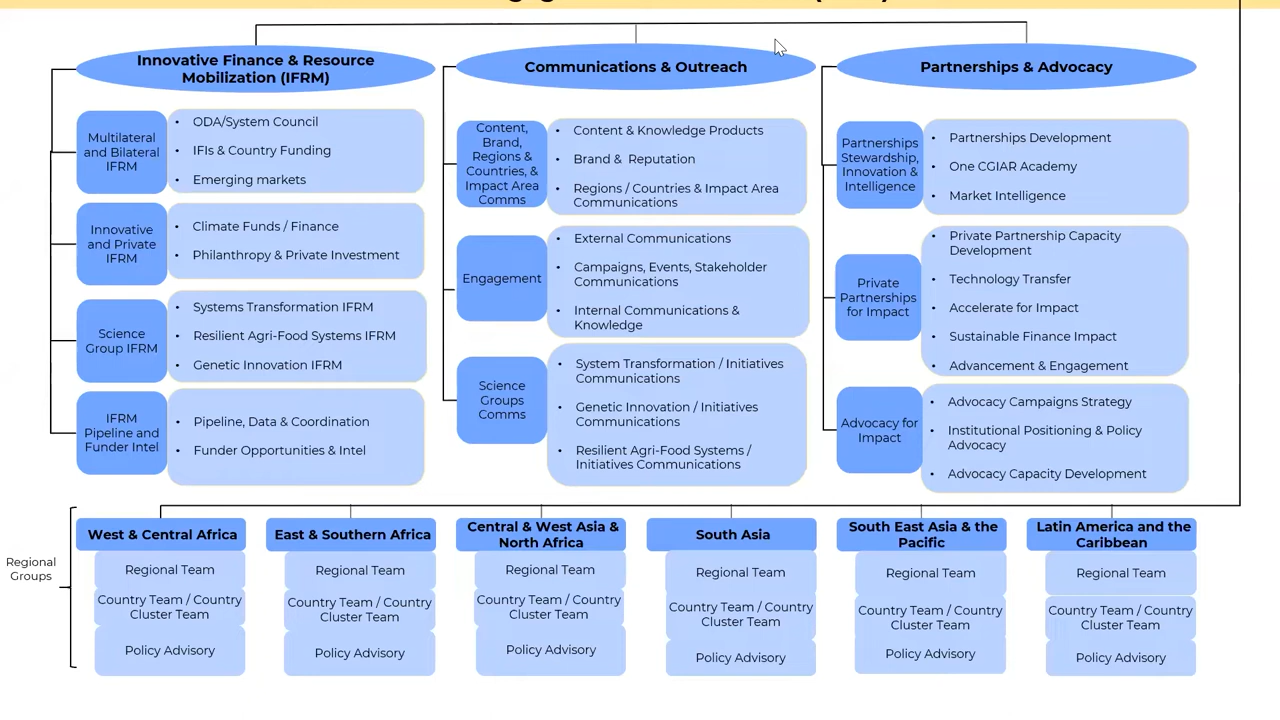 Innovative Finance & Resource
Mobilization (IFRM)
Multilateral
and Bilateral
IFRM
• ODA/System Council
• IFIs & Country Funding
• Emerging markets
Innovative
and Private
IFRM
• Climate Funds / Finance
• Philanthropy & Private Investment
Science
Group IFRM
• Systems Transformation IFRM
• Resilient Agri-Food Systems IFRM
• Genetic Innovation IFRM
IFRM
Pipeline and
Funder Intel
• Pipeline, Data & Coordination
• Funder Opportunities & Intel
Communications & Outreach
Content,
Brand,
Regions &
Countries, &
Impact Area
Comms
• Content & Knowledge Products
• Brand & Reputation
• Regions / Countries & Impact Area
Communications
Engagement
• External Communications
• Campaigns, Events, Stakeholder
Communications
• Internal Communications &
Knowledge
Science
Groups
Comms
• System Transformation / Initiatives
Communications
• Genetic Innovation / Initiatives
Communications
• Resilient Agri-Food Systems /
Initiatives Communications
Partnerships & Advocacy
Partnerships
Stewardship,
Innovation &
Intelligence
• Partnerships Development
• One CGIAR Academy
• Market Intelligence
Private
Partnerships
for Impact
• Private Partnership Capacity
Development
• Technology Transfer
• Accelerate for Impact
• Sustainable Finance Impact
• Advancement & Engagement
Advocacy for
Impact
• Advocacy Campaigns Strategy
• Institutional Positioning & Policy
Advocacy
• Advocacy Capacity Development
Regional
Groups
West & Central Africa
Regional Team
Country Team / Country
Cluster Team
Policy Advisory
East & Southern Africa
Regional Team
Country Team / Country
Cluster Team
Policy Advisory
Central & West Asia &
North Africa
Regional Team
Country Team / Country
Cluster Team
Policy Advisory
South Asia
Regional Team
Country Team / Country
Cluster Team
Policy Advisory
South East Asia & the
Pacific
Regional Team
Country Team / Country
Cluster Team
Policy Advisory
Latin America and the
Caribbean
Regional Team
Country Team / Country
Cluster Team
Policy Advisory